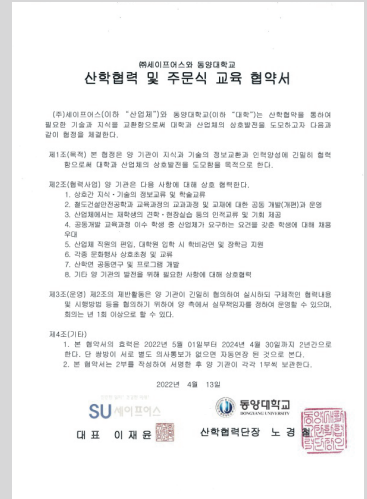 ㈜세이프어스와 동양대학교
산학협력 및 주문식 교육 협약서
(주)세이프어스(이하 "산업체")와 동양대학교(이하 "대학")는 산학협약을 통하여
필요한 기술과 지식을 교환함으로써 대학과 산업체의 상호발전을 도모하고자 다음과
같이 협정을 체결한다.
제1조(목적) 본 협정은 양 기관이 지식과 기술의 정보교환과 인력양성에 긴밀히 협력
함으로써 대학과 산업체의 상호발전을 도모함을 목적으로 한다.
제2조(협력사업) 양 기관은 다음 사항에 대해 상호 협력한다.
1. 상호간 지식·기술의 정보교류 및 학술교류
2. 철도건설안전공학과 교육과정의 교과과정 및 교재에 대한 공동 개발(개편)과 운영
3. 산업체에서는 재학생의 견학·현장실습 등의 인적교류 및 기회 제공
4. 공동개발 교육과정 이수 학생 중 산업체가 요구하는 요건을 갖춘 학생에 대해 채용
우대
5. 산업체 직원의 편입, 대학원 입학 시 학비감면 및 장학금 지원
6. 각종 문화행사 상호초청 및 교류
7. 산학연 공동연구 및 프로그램 개발
8. 기타 양 기관의 발전을 위해 필요한 사항에 대해 상호협력
제3조(운영) 제2조의 제반활동은 양 기관이 긴밀히 협의하여 실시하되 구체적인 협력내용
및 시행방법 등을 협의하기 위하여 양 측에서 실무책임자를 정하여 운영할 수 있으며,
회의는 년 1회 이상으로 할 수 있다.
제4조(기타)
1. 본 협약서의 효력은 2022년 5월 01일부터 2024년 4월 30일까지 2년간으로
한다. 단 쌍방이 서로 별도 의사통보가 없으면 자동연장 된 것으로 본다.
2. 본 협약서는 2부를 작성하여 서명한 후 양 기관이 각각 1부씩 보관한다.
2022년 4월 13일
SU 세이프어스
동양대학교
DONGYANG UNIVERSITY
대표 이재윤
산학협력단장 노경철